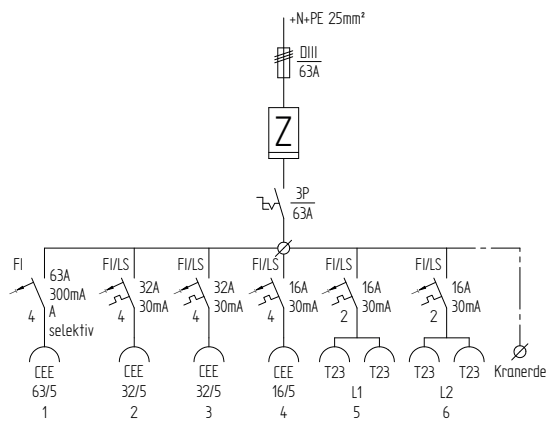 +N+PE 25mm²
DIII
63A
Z
3P
63A
FI
63A
300mA
A
selektiv
4
CEE
63/5
1
FI/LS
32A
30mA
4
CEE
32/5
2
FI/LS
32A
30mA
4
CEE
32/5
3
FI/LS
16A
30mA
4
CEE
16/5
4
FI/LS
16A
30mA
2
T23 T23
L1
5
FI/LS
16A
30mA
2
T23 T23
L2
6
Kranerde